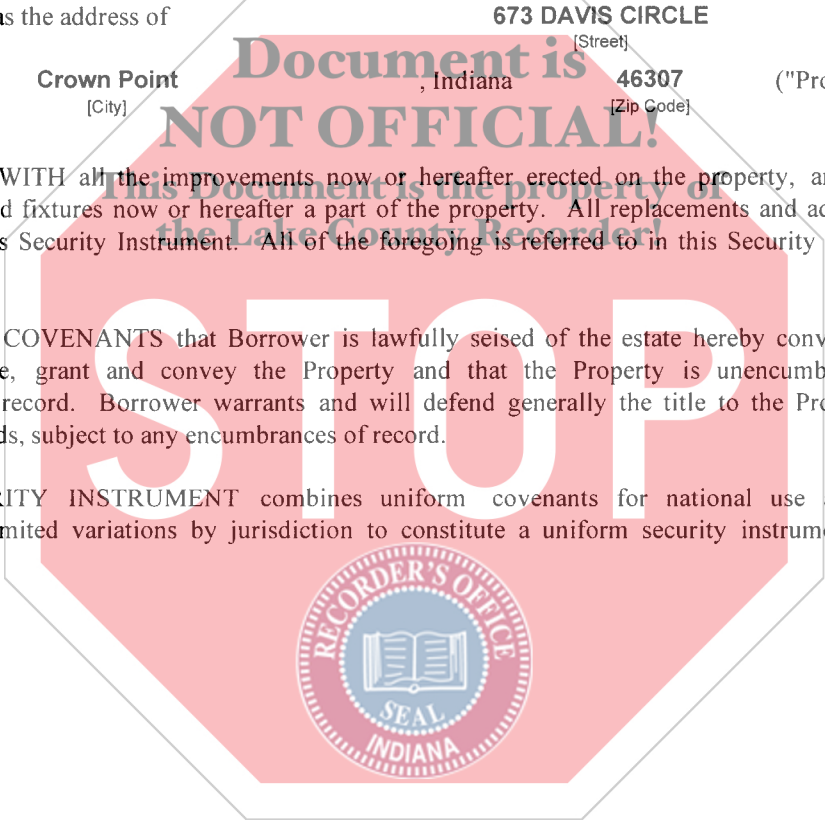 as the address of 673 DAVIS CIRCLE
[Street]
Crown Point , Indiana 46307 ("Pro
[City] [Zip Code]
Document is
NOT OFFICIAL!
This Document is the property of
the Lake County Recorder!
WITH all the improvements now or hereafter erected on the property, an
d fixtures now or hereafter a part of the property. All replacements and ad
s Security Instrument. All of the foregoing is referred to in this Security
COVENANTS that Borrower is lawfully seised of the estate hereby conv
e, grant and convey the Property and that the Property is unencumb
record. Borrower warrants and will defend generally the title to the Pro
ds, subject to any encumbrances of record.
STOP
RITY INSTRUMENT combines uniform covenants for national use a
mited variations by jurisdiction to constitute a uniform security instrume
RECORDER'S OFFICE
SEAL
INDIANA